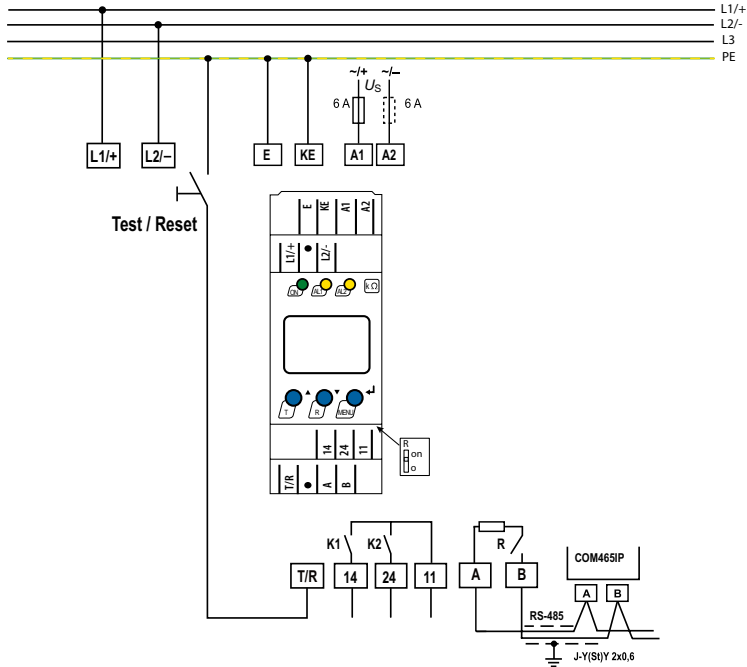 L1/+
L2/-
L3
PE
~/+ ~/–
US
6 A 6 A
L1/+ L2/– E KE A1 A2
Test / Reset
E KE A1 A2
L1/+ L2/-
ON AL1 AL2 kΩ
T R MENU
R
on
o
14 24 11
T/R A B
K1 K2 R
T/R 14 24 11 A B
COM465IP
A B
RS-485
J-Y(St)Y 2x0,6